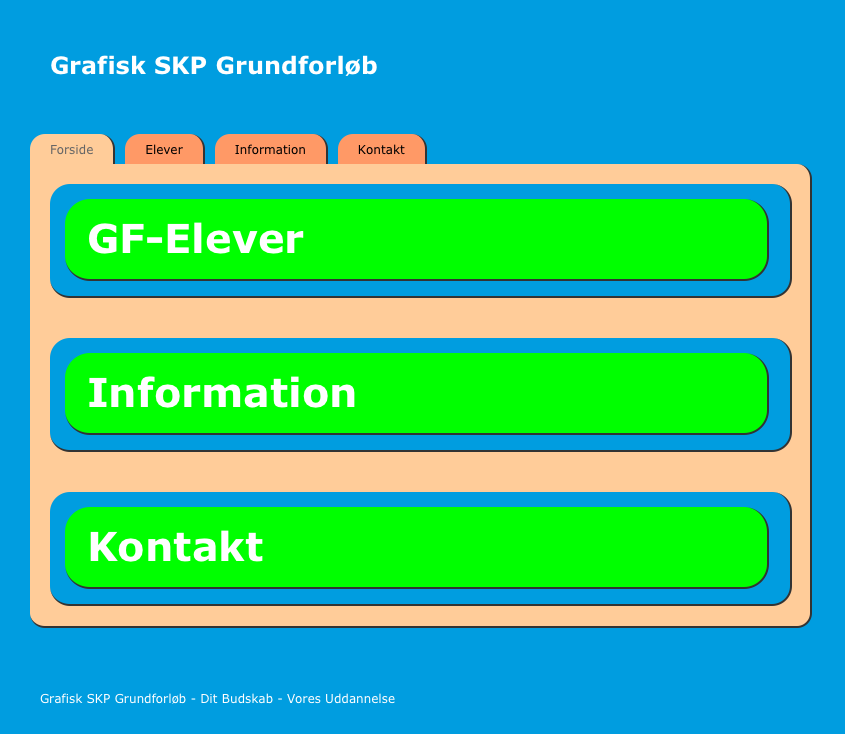 Grafisk SKP Grundforløb
Forside Elever Information Kontakt
GF-Elever
Information
Kontakt
Grafisk SKP Grundforløb - Dit Budskab - Vores Uddannelse